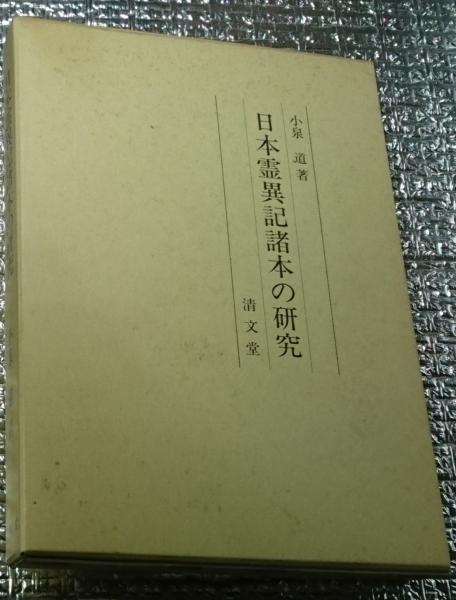 小泉 道著
日本霊異記諸本の研究
清文堂